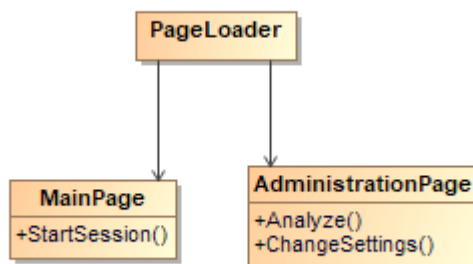 PageLoader
MainPage
+StartSession()
AdministrationPage
+Analyze()
+ChangeSettings()